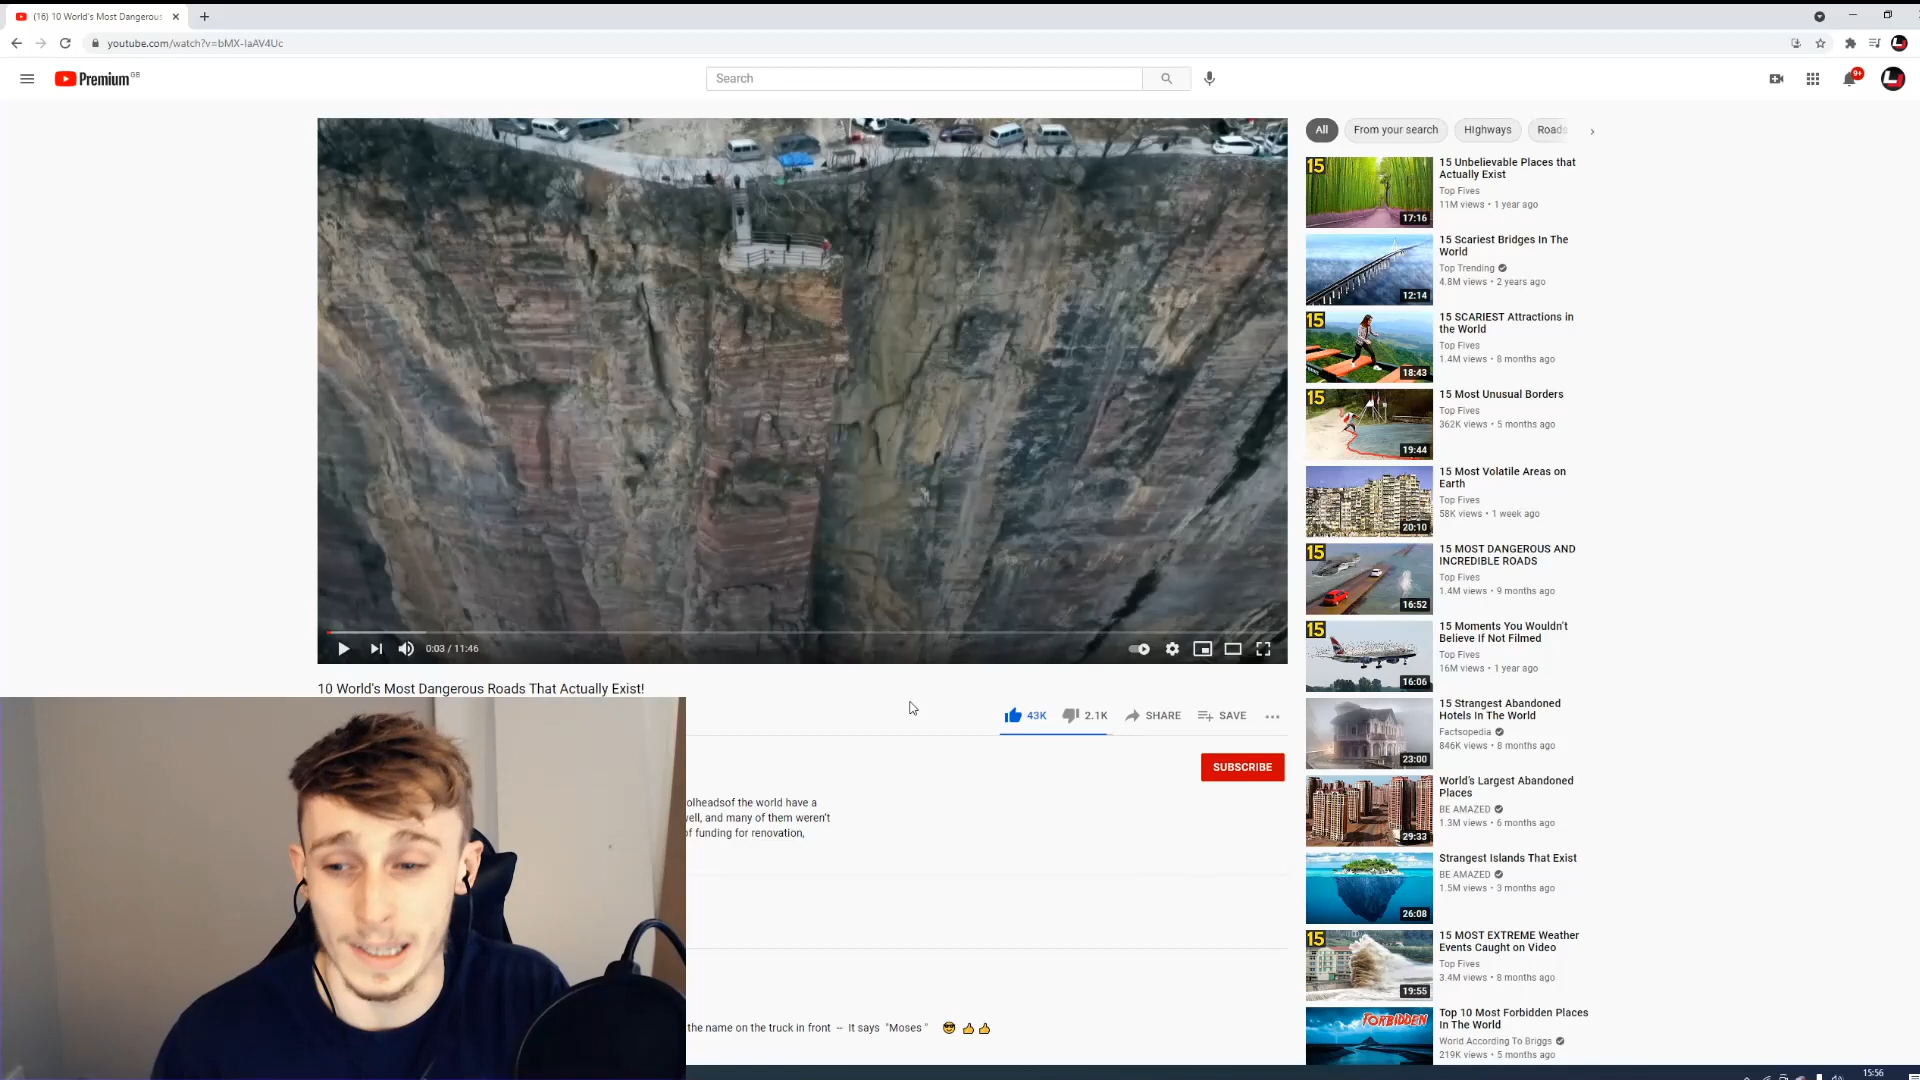 (16) 10 World's Most Dangerous
youtube.com/watch?v=bMX-IaAV4Uc
Premium GB
Search
9+
All
From your search
Highways
Roads
15 Unbelievable Places that
Actually Exist
Top Fives
11M views • 1 year ago
15
17:16
15 Scariest Bridges In The
World
Top Trending
4.8M views • 2 years ago
12:14
15 SCARIEST Attractions in
the World
Top Fives
1.4M views • 8 months ago
15
18:43
15 Most Unusual Borders
Top Fives
362K views • 5 months ago
15
19:44
15 Most Volatile Areas on
Earth
Top Fives
58K views • 1 week ago
20:10
15 MOST DANGEROUS AND
INCREDIBLE ROADS
Top Fives
1.4M views • 9 months ago
15
16:52
15 Moments You Wouldn't
Believe If Not Filmed
Top Fives
16M views • 1 year ago
15
16:06
15 Strangest Abandoned
Hotels In The World
Factsopedia
846K views • 8 months ago
23:00
World's Largest Abandoned
Places
BE AMAZED
1.3M views • 6 months ago
29:33
Strangest Islands That Exist
BE AMAZED
1.5M views • 3 months ago
26:08
15 MOST EXTREME Weather
Events Caught on Video
Top Fives
3.4M views • 8 months ago
15
19:55
Top 10 Most Forbidden Places
In The World
World According To Briggs
219K views • 5 months ago
FORBIDDEN
0:03 / 11:46
10 World's Most Dangerous Roads That Actually Exist!
43K
2.1K
SHARE
SAVE
SUBSCRIBE
olheadsof the world have a
ell, and many of them weren't
f funding for renovation,
the name on the truck in front -- It says "Moses" 😎 👍👍
15:56